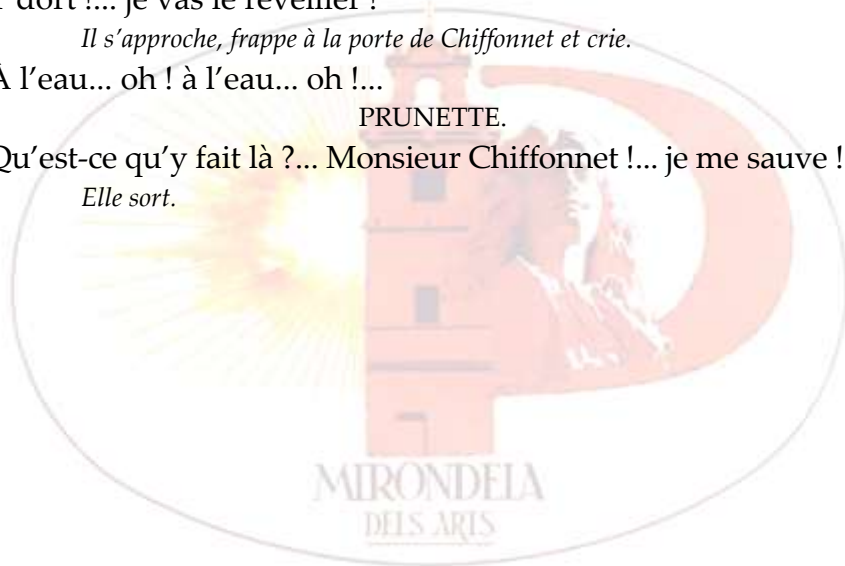 dort !... je vas le réveiller !
Il s’approche, frappe à la porte de Chiffonnet et crie.
À l’eau... oh ! à l’eau... oh !...
PRUNETTE.
Qu’est-ce qu’y fait là ?... Monsieur Chiffonnet !... je me sauve !
Elle sort.
MIRONDELA
DELS ARTS